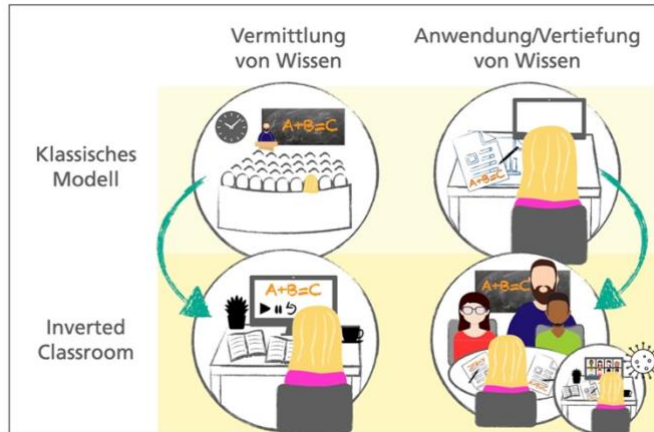 Vermittlung
von Wissen
Anwendung/Vertiefung
von Wissen
Klassisches
Modell
A+B=C
A+B=C
Inverted
Classroom
A+B=C
A+B=C